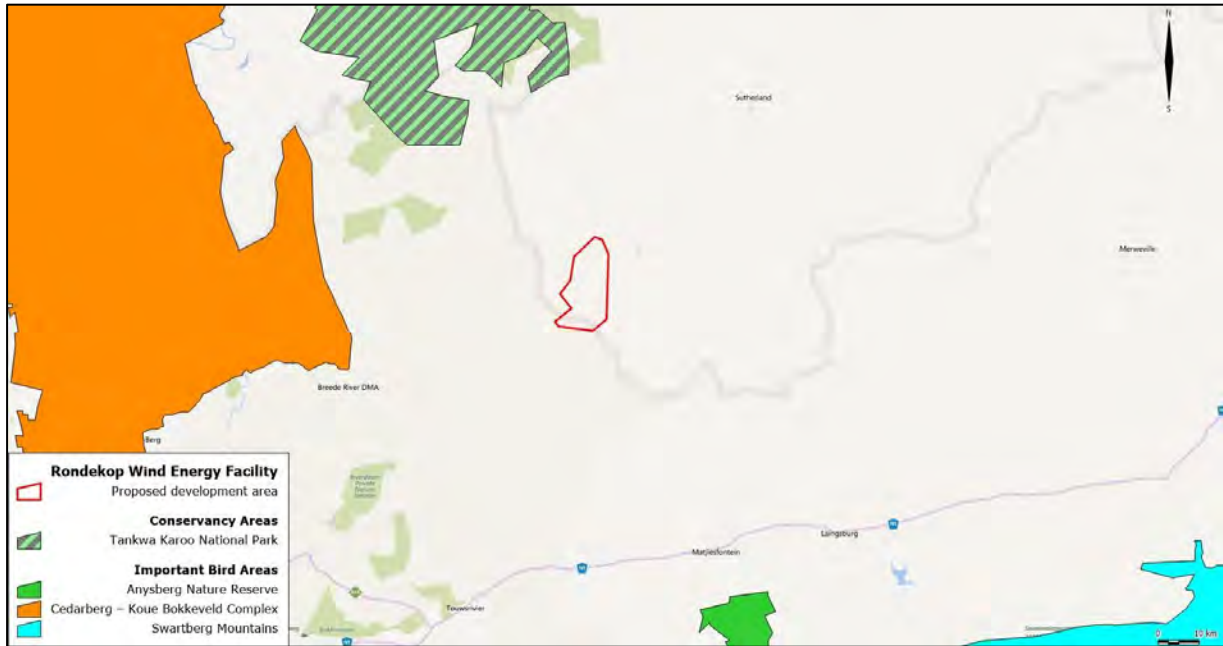 N
S
Sutherland
Merweville
Breede River DMA
Berg
Rondekop Wind Energy Facility
Proposed development area
Conservancy Areas
Tankwa Karoo National Park
Important Bird Areas
Anysberg Nature Reserve
Cedarberg – Koue Bokkeveld Complex
Swartberg Mountains
Laingsburg
Matjiesfontein
Touwsrivier
0 10 km